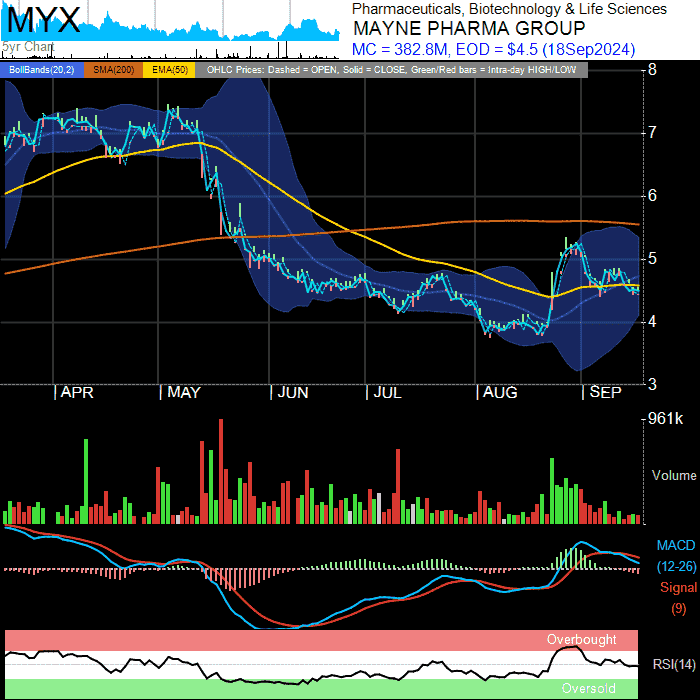 MYX
5yr Chart
Pharmaceuticals, Biotechnology & Life Sciences
MAYNE PHARMA GROUP
MC = 382.8M, EOD = $4.5 (18Sep2024)
BollBands(20,2) SMA(200) EMA(50) OHLC Prices: Dashed = OPEN, Solid = CLOSE, Green/Red bars = Intra-day HIGH/LOW
8
7
6
5
4
3
APR MAY JUN JUL AUG SEP
961k
Volume
MACD
(12-26)
Signal
(9)
Overbought
RSI(14)
Oversold